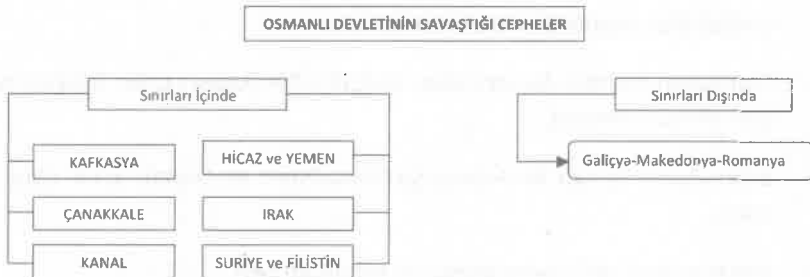 OSMANLI DEVLETİNİN SAVAŞTIĞI CEPHELER
Sınırları İçinde
Sınırları Dışında
KAFKASYA
HİCAZ ve YEMEN
Galiçya-Makedonya-Romanya
ÇANAKKALE
IRAK
KANAL
SURİYE ve FİLİSTİN